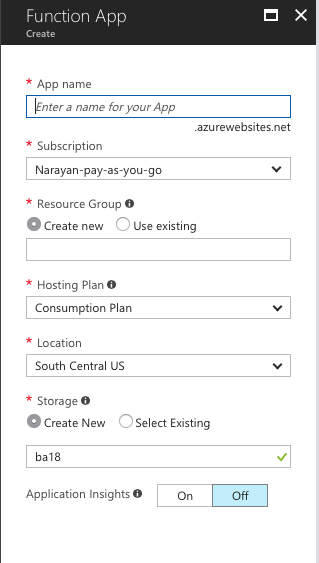 Function App
Create
* App name
Enter a name for your App
.azurewebsites.net
* Subscription
Narayan-pay-as-you-go
* Resource Group
Create new Use existing
* Hosting Plan
Consumption Plan
* Location
South Central US
* Storage
Create New Select Existing
ba18
Application Insights On Off